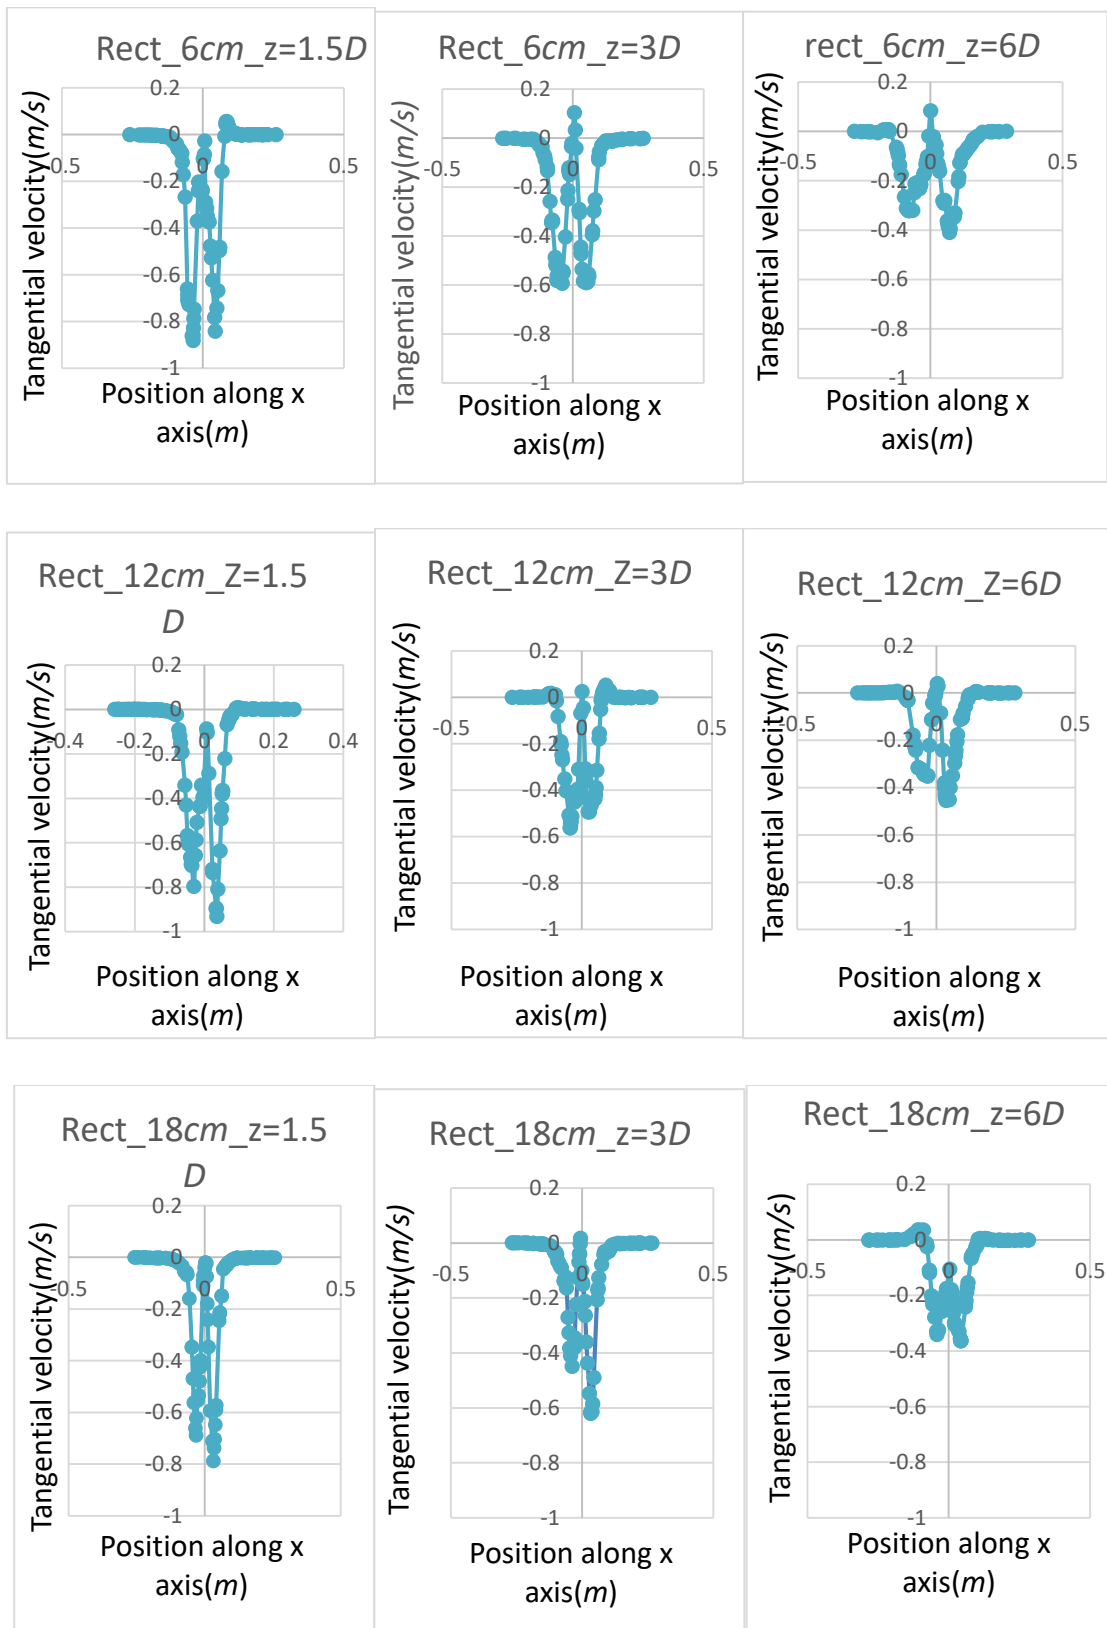 Rect_6cm_z=1.5D
Tangential velocity(m/s)
0.2
0
-0.2
-0.4
-0.6
-0.8
-1
0.5
0
0.5
Position along x
axis(m)
Rect_6cm_z=3D
Tangential velocity(m/s)
0.2
0
-0.2
-0.4
-0.6
-0.8
-1
-0.5
0
0.5
Position along x
axis(m)
rect_6cm_z=6D
Tangential velocity(m/s)
0.2
0
-0.2
-0.4
-0.6
-0.8
-1
-0.5
0
0.5
Position along x
axis(m)
Rect_12cm_Z=1.5
D
Tangential velocity(m/s)
0.2
0
-0.2
-0.4
-0.6
-0.8
-1
-0.4
-0.2
0
0.2
0.4
Position along x
axis(m)
Rect_12cm_Z=3D
Tangential velocity(m/s)
0.2
0
-0.2
-0.4
-0.6
-0.8
-1
-0.5
0
0.5
Position along x
axis(m)
Rect_12cm_Z=6D
Tangential velocity(m/s)
0.2
0
-0.2
-0.4
-0.6
-0.8
-1
-0.5
0
0.5
Position along x
axis(m)
Rect_18cm_z=1.5
D
Tangential velocity(m/s)
0.2
0
-0.2
-0.4
-0.6
-0.8
-1
-0.5
0
0.5
Position along x
axis(m)
Rect_18cm_z=3D
Tangential velocity(m/s)
0.2
0
-0.2
-0.4
-0.6
-0.8
-1
-0.5
0
0.5
Position along x
axis(m)
Rect_18cm_z=6D
Tangential velocity(m/s)
0.2
0
-0.2
-0.4
-0.6
-0.8
-1
-0.5
0
0.5
Position along x
axis(m)